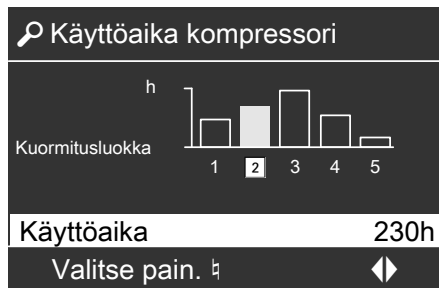 Käyttöaika kompressori
h
Kuormitusluokka
1 2 3 4 5
Käyttöaika 230h
Valitse pain. ♮